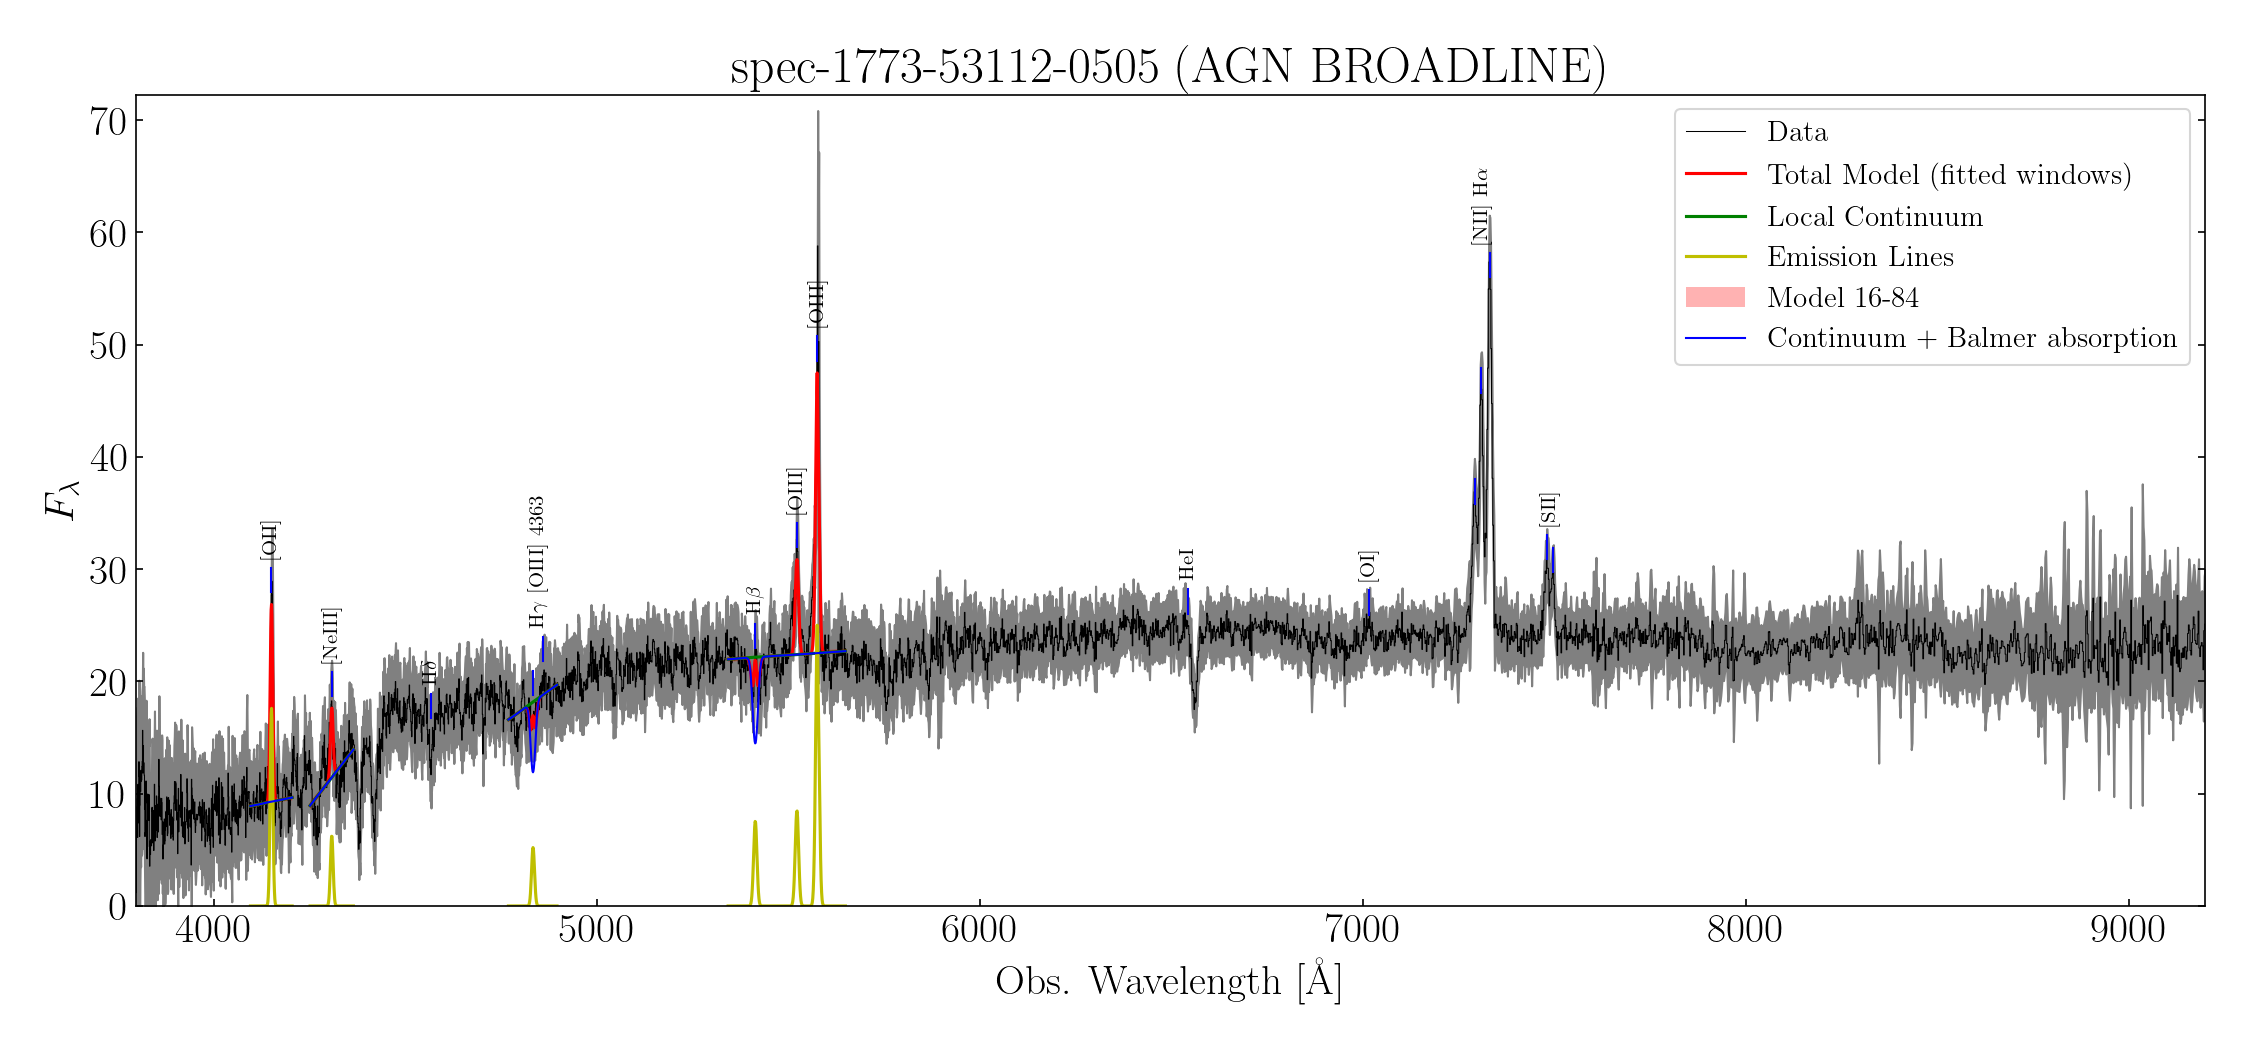 spec-1773-53112-0505 (AGN BROADLINE)
70
60
50
40
30
20
10
0
F_λ
Data
Total Model (fitted windows)
Local Continuum
Emission Lines
Model 16-84
Continuum + Balmer absorption
[OII]
[NeIII]
Hδ
Hγ [OIII] 4363
Hβ
[OIII]
[OIII]
HeI
[OI]
[NII] Hα
[SII]
4000
5000
6000
7000
8000
9000
Obs. Wavelength [Å]